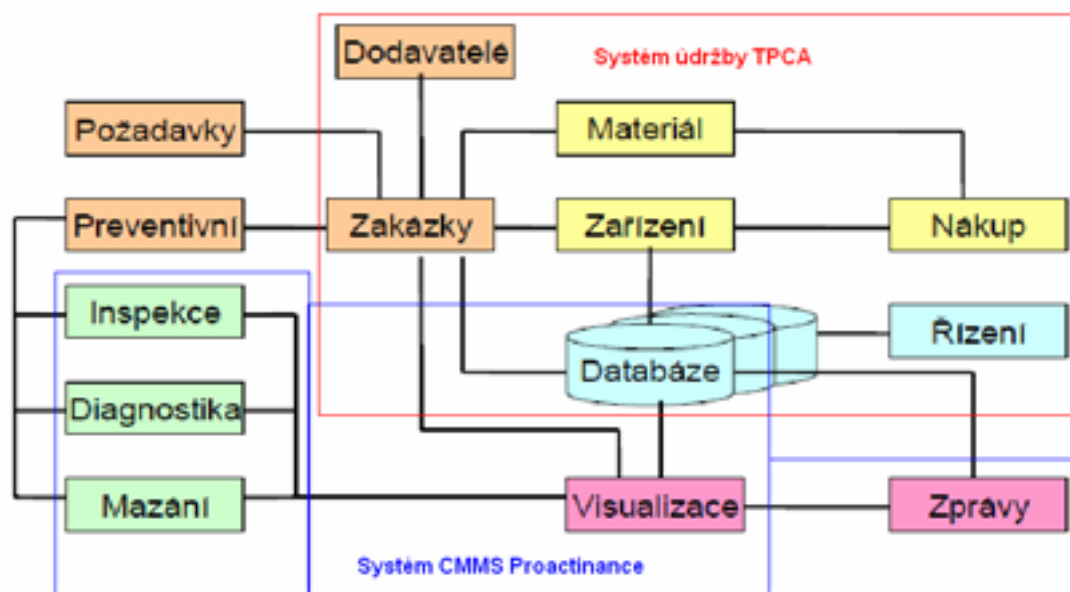 Dodavatelé
Systém údržby TPCA
Požadavky
Materiál
Preventivní
Zakázky
Zařízení
Nákup
Inspekce
Databáze
Řízení
Diagnostika
Mazání
Visualizace
Zprávy
Systém CMMS Proactinance